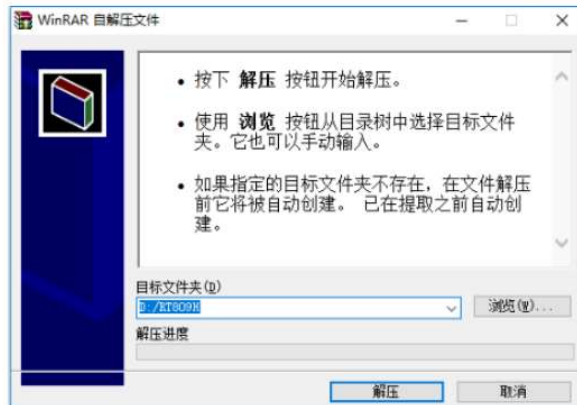 WinRAR 自解压文件
• 按下 解压 按钮开始解压。
• 使用 浏览 按钮从目录树中选择目标文件
夹。它也可以手动输入。
• 如果指定的目标文件夹不存在，在文件解压
前它将被自动创建。 已在提取之前自动创
建。
目标文件夹(D)
D:/RT809H
浏览(W)...
解压进度
解压
取消